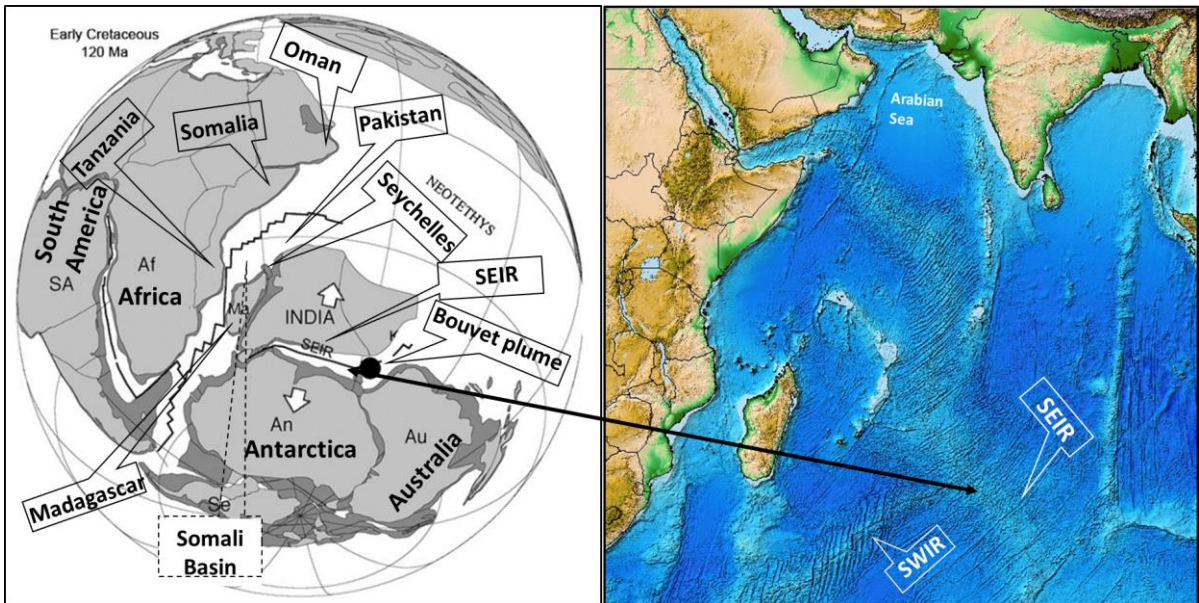 Early Cretaceous
120 Ma
Oman
Pakistan
Somalia
Tanzania
Seychelles
NEOTETHYS
South
America
SA
Af
Africa
Ma
INDIA
SEIR
SEIR
K
Bouvet plume
An
Antarctica
Au
Australia
Madagascar
Se
Somali
Basin
Arabian
Sea
SEIR
SWIR